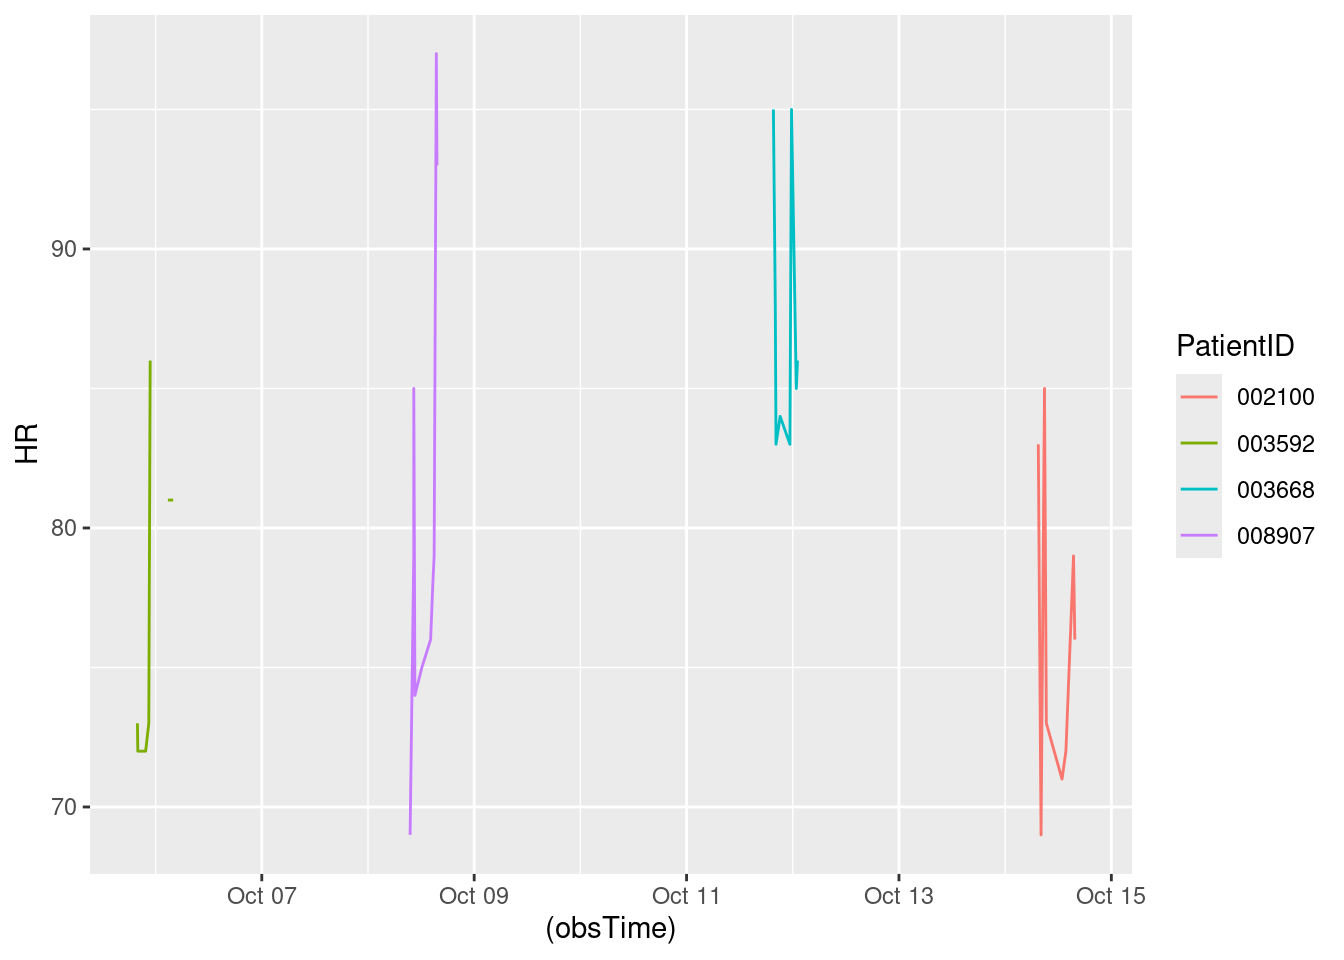 HR
90
80
70
Oct 07
Oct 09
Oct 11
Oct 13
Oct 15
(obsTime)
PatientID
002100
003592
003668
008907